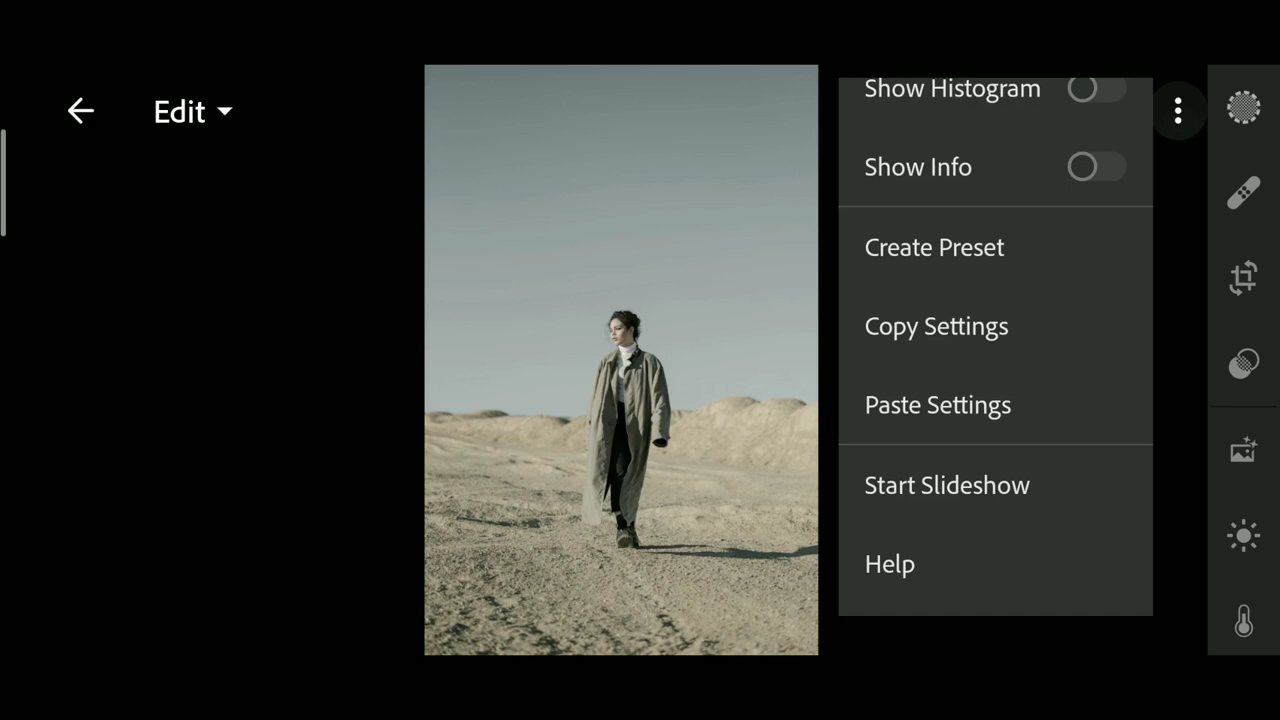 Edit
Show Histogram
Show Info
Create Preset
Copy Settings
Paste Settings
Start Slideshow
Help